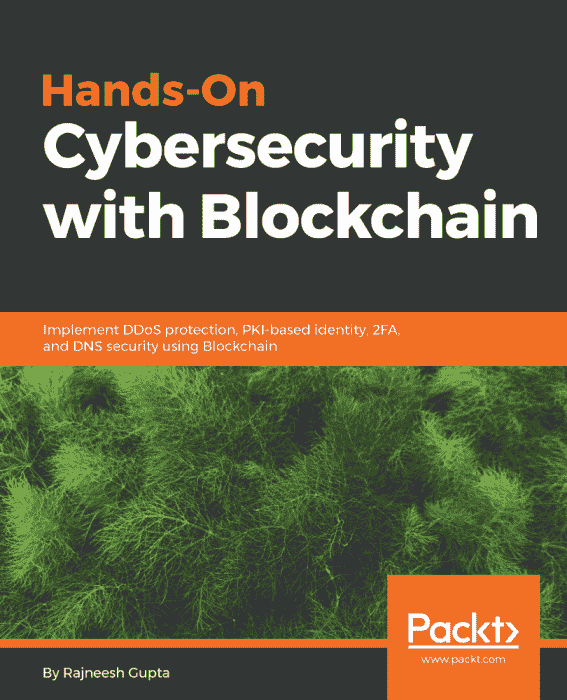 Hands-On
Cybersecurity
with Blockchain
Implement DDoS protection, PKI-based identity, 2FA,
and DNS security using Blockchain
Packt>
www.packt.com
By Rajneesh Gupta